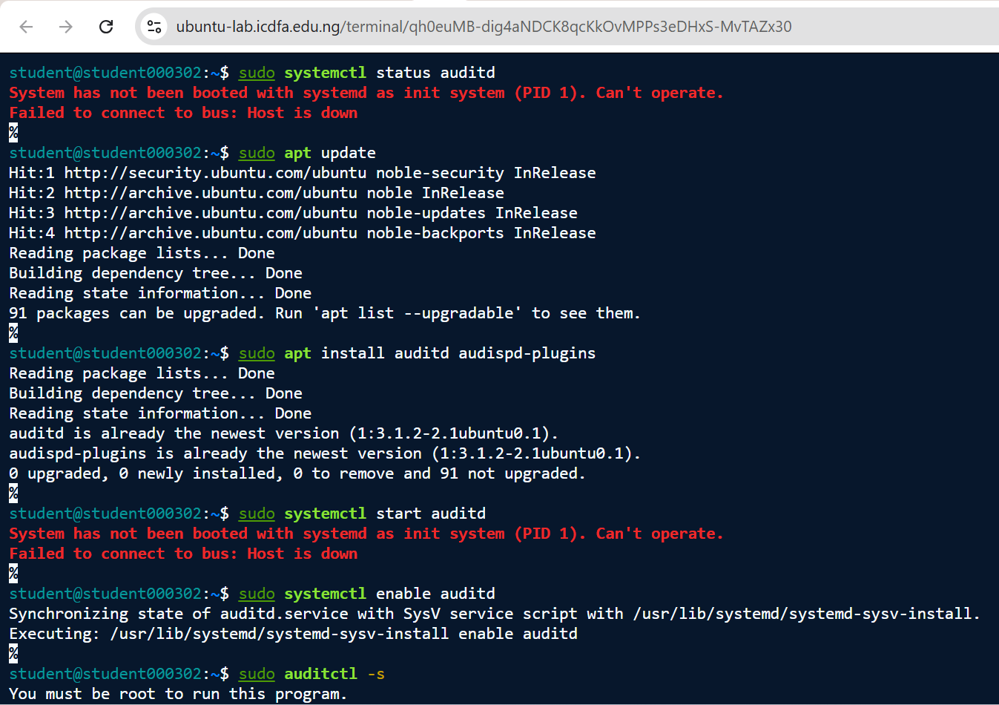 ubuntu-lab.icdfa.edu.ng/terminal/qh0euMB-dig4aNDCK8qcKkOvMPPs3eDHxS-MvTAZx30
student@student000302:~$ sudo systemctl status auditd
System has not been booted with systemd as init system (PID 1). Can't operate.
Failed to connect to bus: Host is down
%
student@student000302:~$ sudo apt update
Hit:1 http://security.ubuntu.com/ubuntu noble-security InRelease
Hit:2 http://archive.ubuntu.com/ubuntu noble InRelease
Hit:3 http://archive.ubuntu.com/ubuntu noble-updates InRelease
Hit:4 http://archive.ubuntu.com/ubuntu noble-backports InRelease
Reading package lists... Done
Building dependency tree... Done
Reading state information... Done
91 packages can be upgraded. Run 'apt list --upgradable' to see them.
%
student@student000302:~$ sudo apt install auditd audispd-plugins
Reading package lists... Done
Building dependency tree... Done
Reading state information... Done
auditd is already the newest version (1:3.1.2-2.1ubuntu0.1).
audispd-plugins is already the newest version (1:3.1.2-2.1ubuntu0.1).
0 upgraded, 0 newly installed, 0 to remove and 91 not upgraded.
%
student@student000302:~$ sudo systemctl start auditd
System has not been booted with systemd as init system (PID 1). Can't operate.
Failed to connect to bus: Host is down
%
student@student000302:~$ sudo systemctl enable auditd
Synchronizing state of auditd.service with SysV service script with /usr/lib/systemd/systemd-sysv-install.
Executing: /usr/lib/systemd/systemd-sysv-install enable auditd
%
student@student000302:~$ sudo auditctl -s
You must be root to run this program.